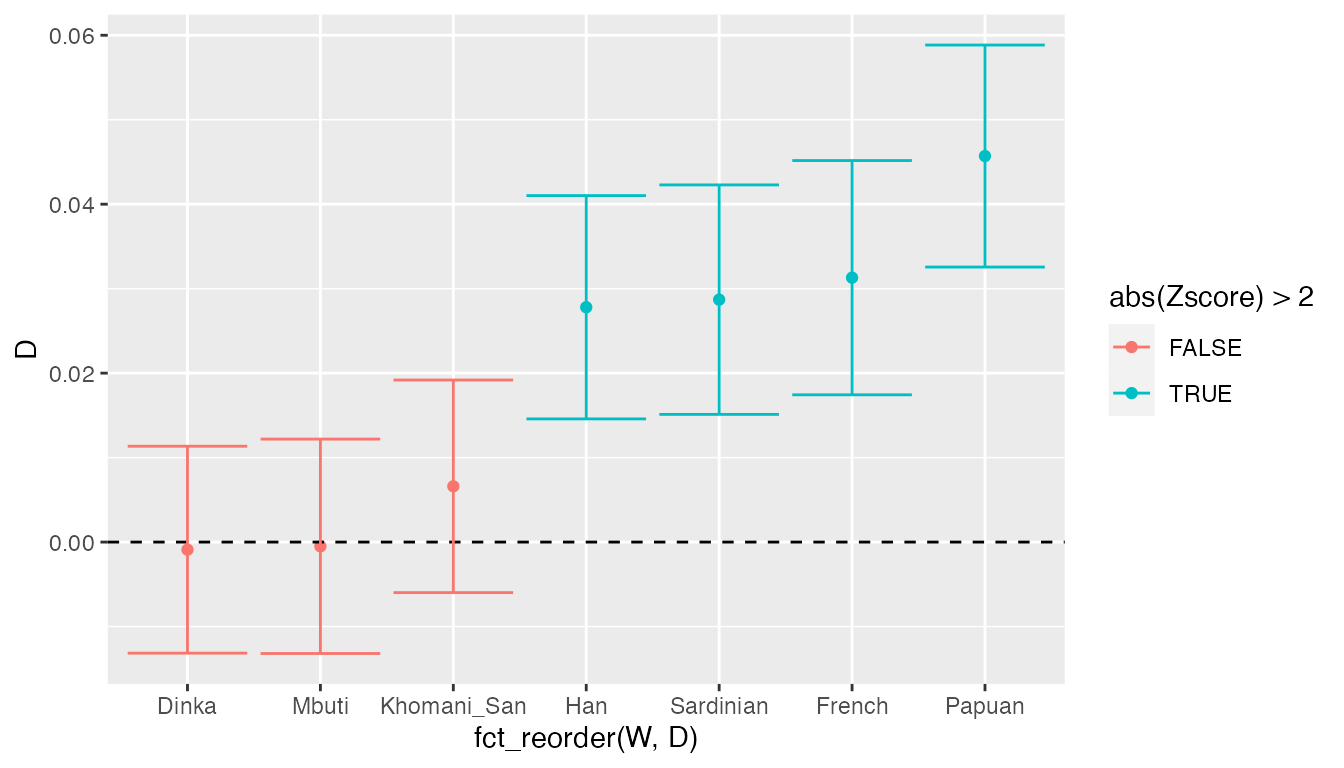 0.06
0.04
0.02
0.00
D
Dinka Mbuti Khomani_San Han Sardinian French Papuan
fct_reorder(W, D)
abs(Zscore) > 2
FALSE
TRUE